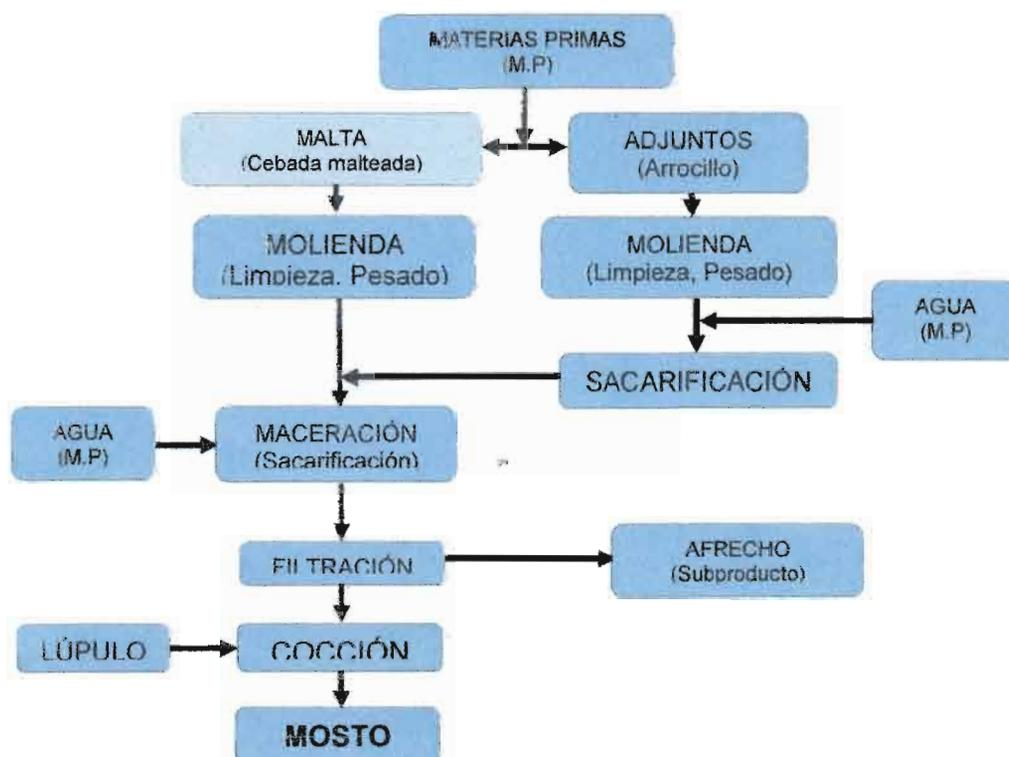 MATERIAS PRIMAS
(M.P)
MALTA
(Cebada malteada)
ADJUNTOS
(Arrocillo)
MOLIENDA
(Limpieza. Pesado)
MOLIENDA
(Limpieza, Pesado)
AGUA
(M.P)
SACARIFICACIÓN
AGUA
(M.P)
MACERACIÓN
(Sacarificación)
FILTRACIÓN
AFRECHO
(Subproducto)
LÚPULO
COCCIÓN
MOSTO